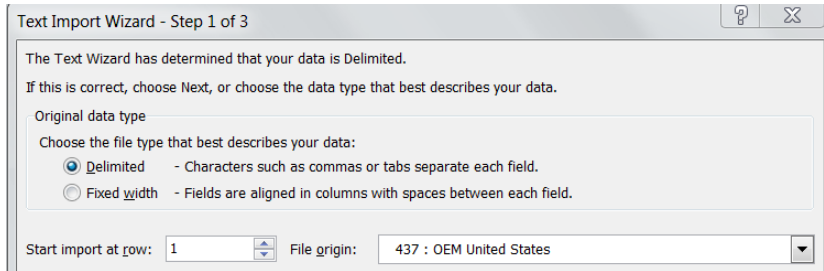 Text Import Wizard - Step 1 of 3
The Text Wizard has determined that your data is Delimited.
If this is correct, choose Next, or choose the data type that best describes your data.
Original data type
Choose the file type that best describes your data:
Delimited - Characters such as commas or tabs separate each field.
Fixed width - Fields are aligned in columns with spaces between each field.
Start import at row: 1 File origin: 437 : OEM United States